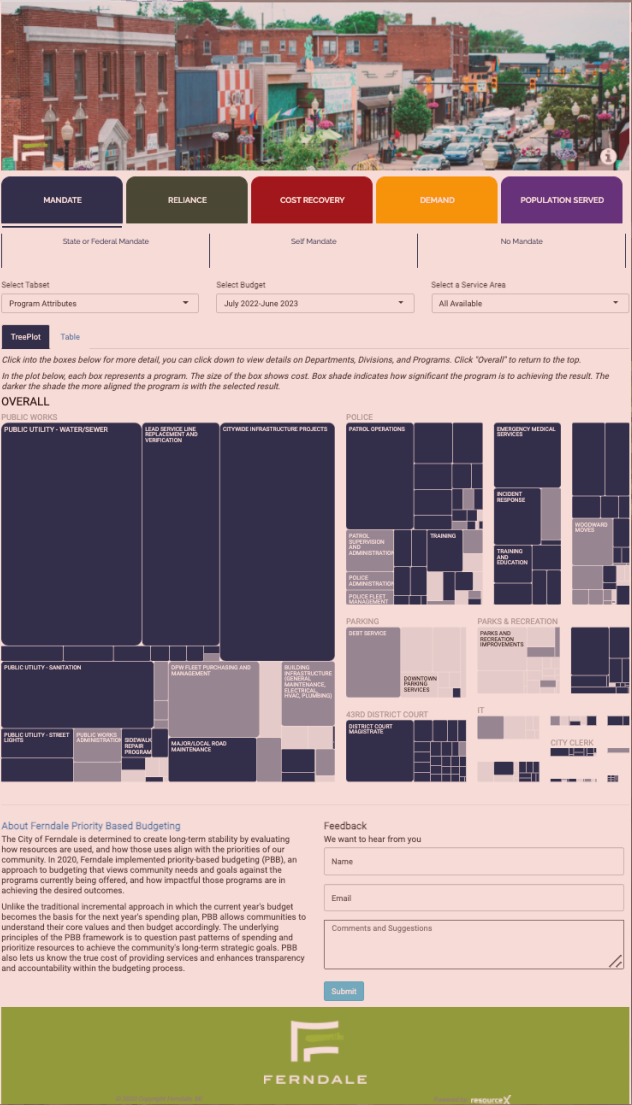 MANDATE
RELIANCE
COST RECOVERY
DEMAND
POPULATION SERVED
State or Federal Mandate
Self Mandate
No Mandate
Select Tabset
Select Budget
Select a Service Area
Program Attributes
July 2022-June 2023
All Available
TreePlot
Table
Click into the boxes below for more detail, you can click down to view details on Departments, Divisions, and Programs. Click "Overall" to return to the top.
In the plot below, each box represents a program. The size of the box shows cost. Box shade indicates how significant the program is to achieving the result. The
darker the shade the more aligned the program is with the selected result.
OVERALL
PUBLIC WORKS
PUBLIC UTILITY - WATER/SEWER
LEAD SERVICE LINE
REPLACEMENT AND
VERIFICATION
CITYWIDE INFRASTRUCTURE PROJECTS
PUBLIC UTILITY - SANITATION
DPW FLEET PURCHASING AND
MANAGEMENT
BUILDING
INFRASTRUCTURE
(GENERAL
MAINTENANCE,
ELECTRICAL,
HVAC, PLUMBING)
PUBLIC UTILITY - STREET
LIGHTS
PUBLIC WORKS
ADMINISTRATION
SIDEWALK
REPAIR
PROGRAM
MAJOR/LOCAL ROAD
MAINTENANCE
POLICE
PATROL OPERATIONS
PATROL
SUPERVISION
AND
ADMINISTRATION
TRAINING
POLICE
ADMINISTRATION
POLICE FLEET
MANAGEMENT
EMERGENCY MEDICAL
SERVICES
INCIDENT
RESPONSE
TRAINING
AND
EDUCATION
WOODWARD
MOVES
PARKING
DEBT SERVICE
DOWNTOWN
PARKING
SERVICES
PARKS & RECREATION
PARKS AND
RECREATION
IMPROVEMENTS
43RD DISTRICT COURT
DISTRICT COURT
MAGISTRATE
IT
CITY CLERK
About Ferndale Priority Based Budgeting
The City of Ferndale is determined to create long-term stability by evaluating
how resources are used, and how those uses align with the priorities of our
community. In 2020, Ferndale implemented priority-based budgeting (PBB), an
approach to budgeting that views community needs and goals against the
programs currently being offered, and how impactful those programs are in
achieving the desired outcomes.
Unlike the traditional incremental approach in which the current year's budget
becomes the basis for the next year's spending plan, PBB allows communities to
understand their core values and then budget accordingly. The underlying
principles of the PBB framework is to question past patterns of spending and
prioritize resources to achieve the community's long-term strategic goals. PBB
also lets us know the true cost of providing services and enhances transparency
and accountability within the budgeting process.
Feedback
We want to hear from you
Name
Email
Comments and Suggestions
Submit
FERNDALE
resourceX